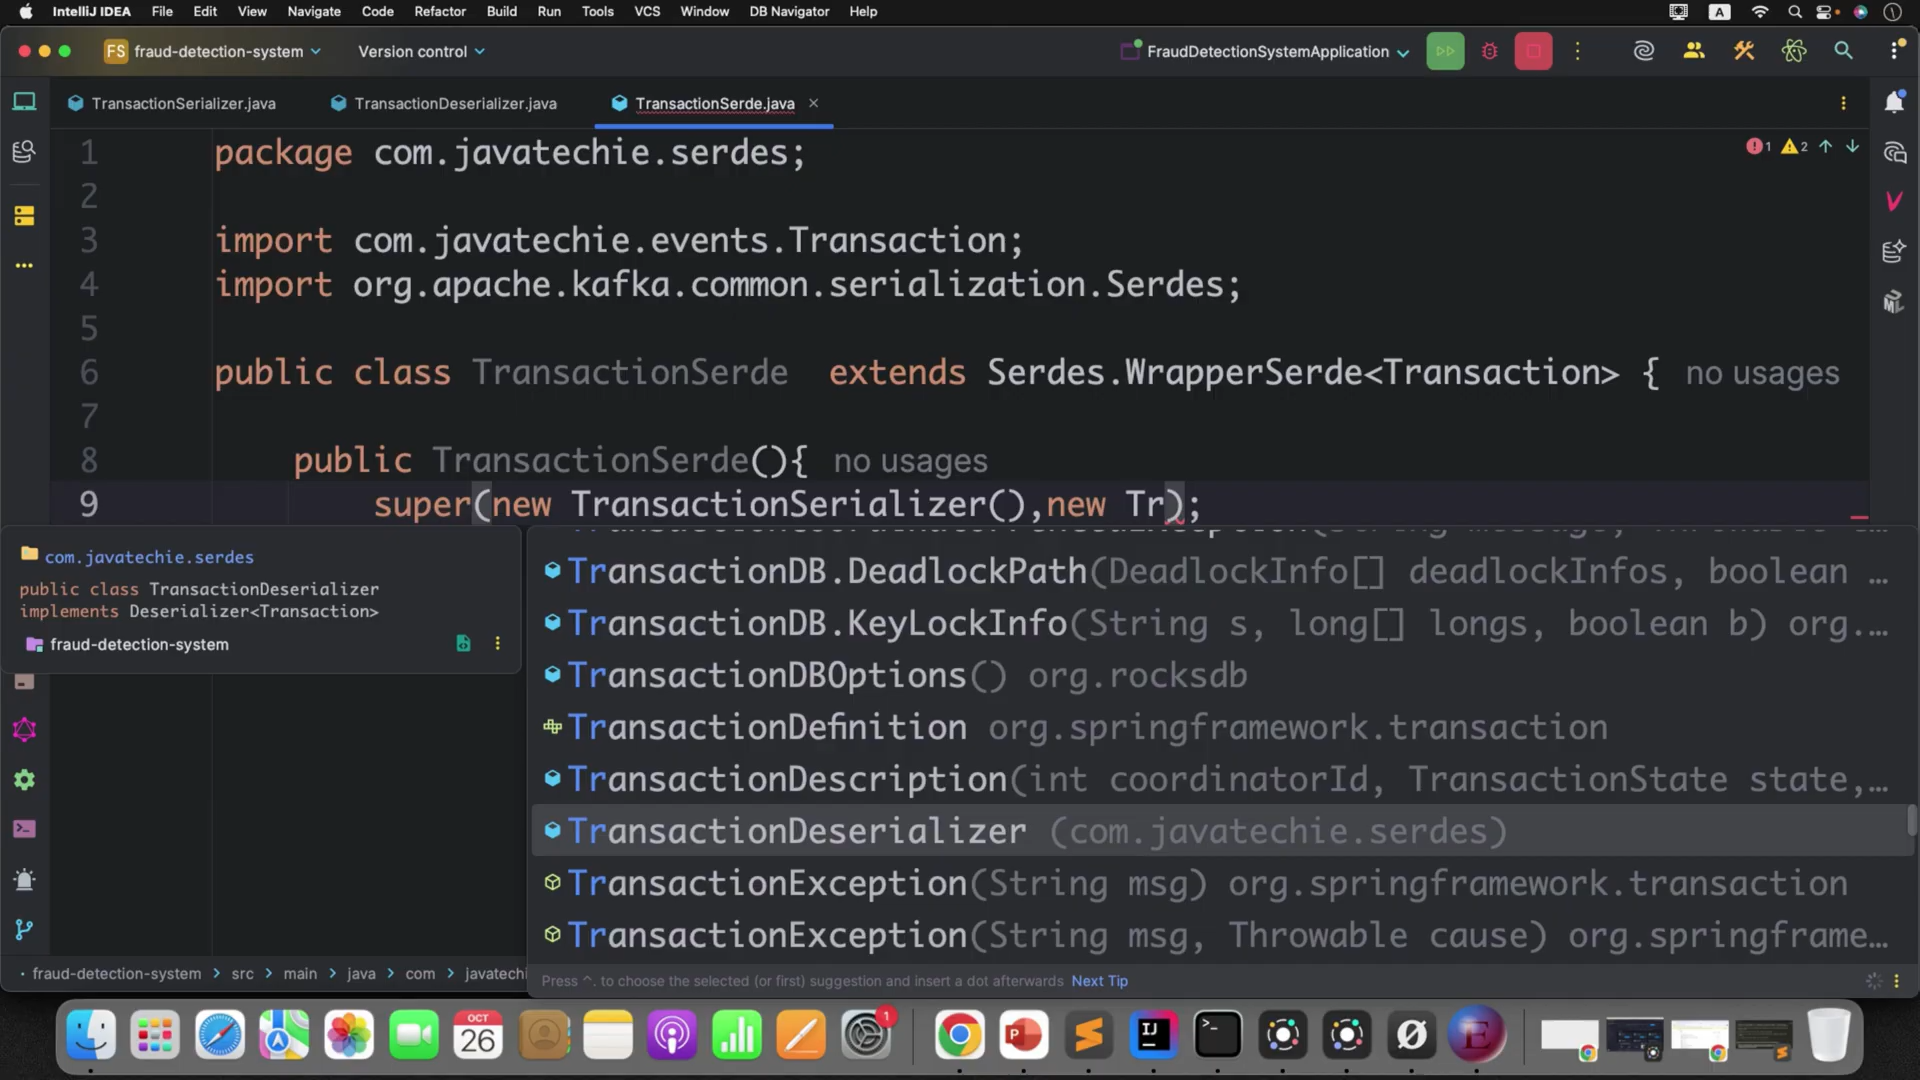 IntelliJ IDEA File Edit View Navigate Code Refactor Build Run Tools VCS Window DB Navigator Help A
FS fraud-detection-system Version control FraudDetectionSystemApplication
TransactionSerializer.java TransactionDeserializer.java TransactionSerde.java
1 package com.javatechie.serdes; 1 2
2
3 import com.javatechie.events.Transaction;
4 import org.apache.kafka.common.serialization.Serdes;
5
6 public class TransactionSerde extends Serdes.WrapperSerde<Transaction> { no usages
7
8 public TransactionSerde(){ no usages
9 super(new TransactionSerializer(),new Tr);
com.javatechie.serdes
public class TransactionDeserializer
implements Deserializer<Transaction>
fraud-detection-system
TransactionDB.DeadlockPath(DeadlockInfo[] deadlockInfos, boolean …
TransactionDB.KeyLockInfo(String s, long[] longs, boolean b) org.…
TransactionDBOptions() org.rocksdb
TransactionDefinition org.springframework.transaction
TransactionDescription(int coordinatorId, TransactionState state,…
TransactionDeserializer (com.javatechie.serdes)
TransactionException(String msg) org.springframework.transaction
TransactionException(String msg, Throwable cause) org.springframe…
fraud-detection-system > src > main > java > com > javatechi
Press ^. to choose the selected (or first) suggestion and insert a dot afterwards Next Tip
OCT
26
1
IJ